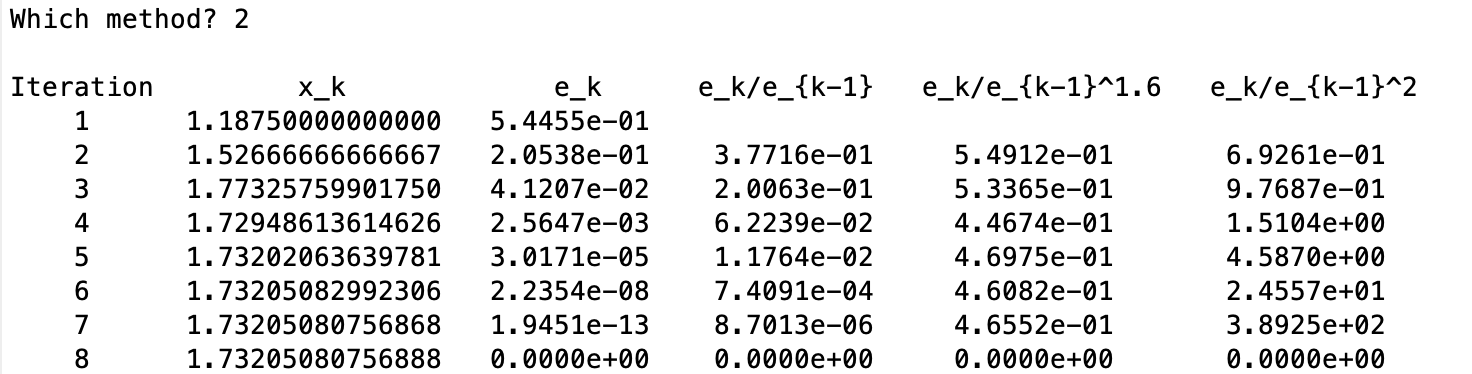 Which method? 2
Iteration x_k e_k e_k/e_{k-1} e_k/e_{k-1}^1.6 e_k/e_{k-1}^2
1 1.18750000000000 5.4455e-01
2 1.52666666666667 2.0538e-01 3.7716e-01 5.4912e-01 6.9261e-01
3 1.77325759901750 4.1207e-02 2.0063e-01 5.3365e-01 9.7687e-01
4 1.72948613614626 2.5647e-03 6.2239e-02 4.4674e-01 1.5104e+00
5 1.73202063639781 3.0171e-05 1.1764e-02 4.6975e-01 4.5870e+00
6 1.73205082992306 2.2354e-08 7.4091e-04 4.6082e-01 2.4557e+01
7 1.73205080756868 1.9451e-13 8.7013e-06 4.6552e-01 3.8925e+02
8 1.73205080756888 0.0000e+00 0.0000e+00 0.0000e+00 0.0000e+00